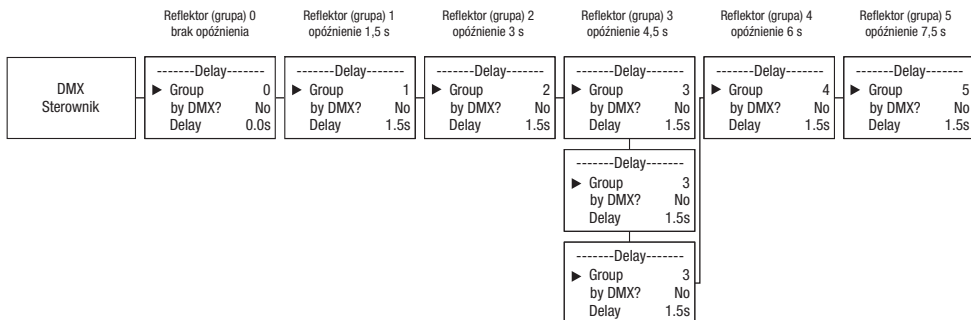 Reflektor (grupa) 0
brak opóźnienia
Reflektor (grupa) 1
opóźnienie 1,5 s
Reflektor (grupa) 2
opóźnienie 3 s
Reflektor (grupa) 3
opóźnienie 4,5 s
Reflektor (grupa) 4
opóźnienie 6 s
Reflektor (grupa) 5
opóźnienie 7,5 s
DMX
Sterownik
-------Delay-------
▶ Group 0
by DMX? No
Delay 0.0s
-------Delay-------
▶ Group 1
by DMX? No
Delay 1.5s
-------Delay-------
▶ Group 2
by DMX? No
Delay 1.5s
-------Delay-------
▶ Group 3
by DMX? No
Delay 1.5s
-------Delay-------
▶ Group 4
by DMX? No
Delay 1.5s
-------Delay-------
▶ Group 5
by DMX? No
Delay 1.5s
-------Delay-------
▶ Group 3
by DMX? No
Delay 1.5s
-------Delay-------
▶ Group 3
by DMX? No
Delay 1.5s